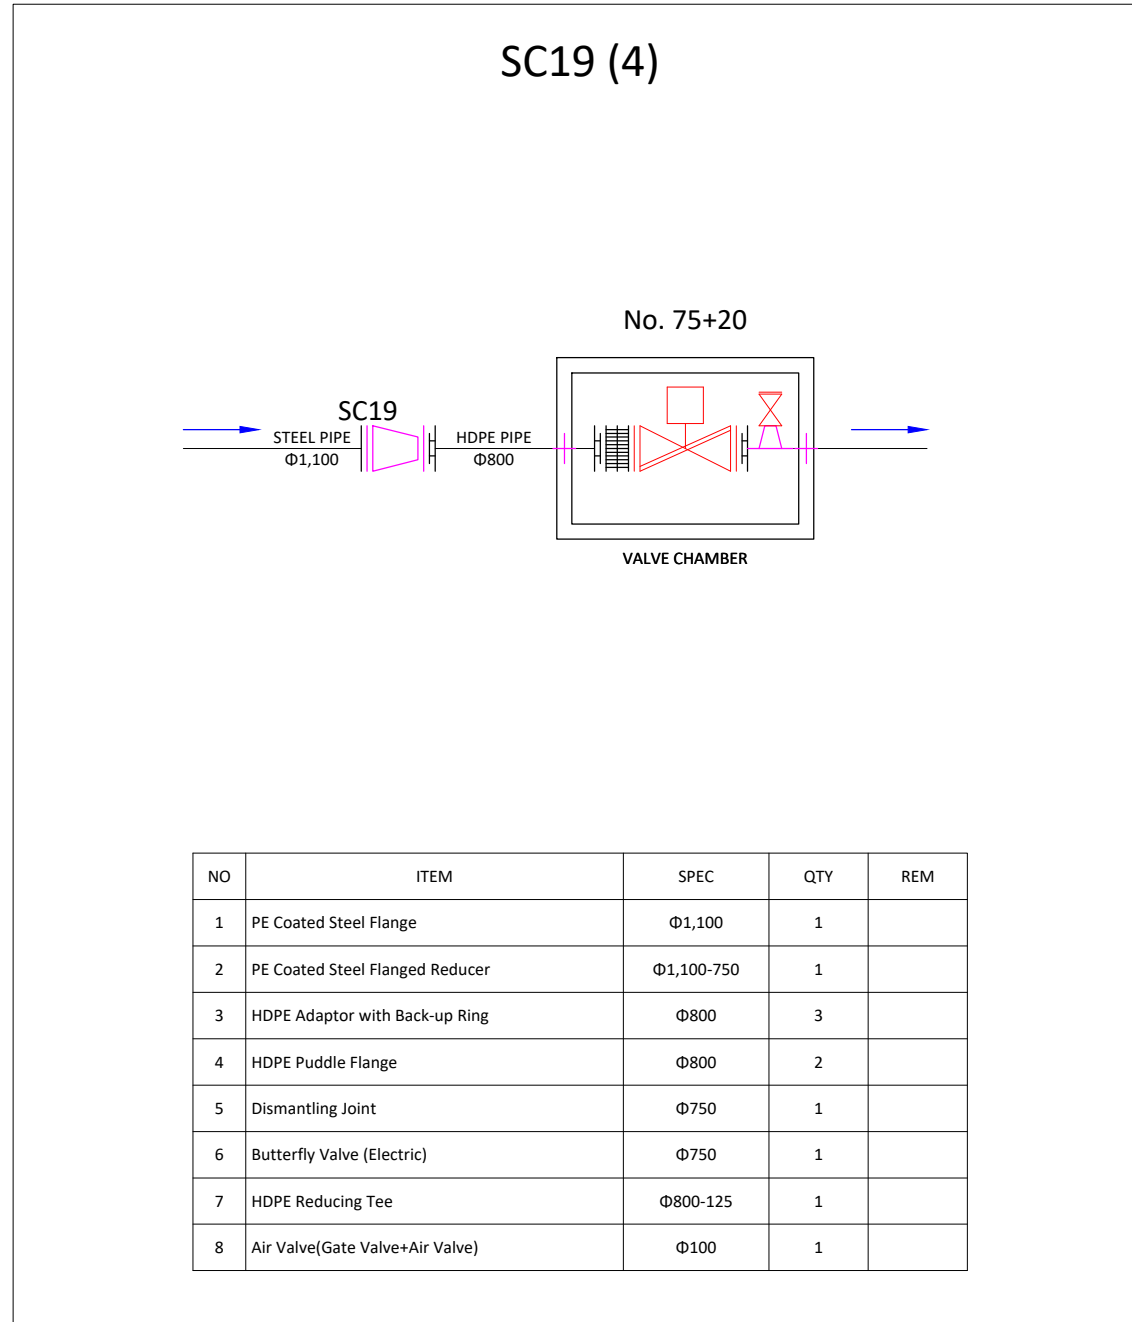 SC19 (4)
No. 75+20
SC19
STEEL PIPE
Φ1,100
HDPE PIPE
Φ800
VALVE CHAMBER
NO ITEM SPEC QTY REM
1 PE Coated Steel Flange Φ1,100 1
2 PE Coated Steel Flanged Reducer Φ1,100-750 1
3 HDPE Adaptor with Back-up Ring Φ800 3
4 HDPE Puddle Flange Φ800 2
5 Dismantling Joint Φ750 1
6 Butterfly Valve (Electric) Φ750 1
7 HDPE Reducing Tee Φ800-125 1
8 Air Valve(Gate Valve+Air Valve) Φ100 1